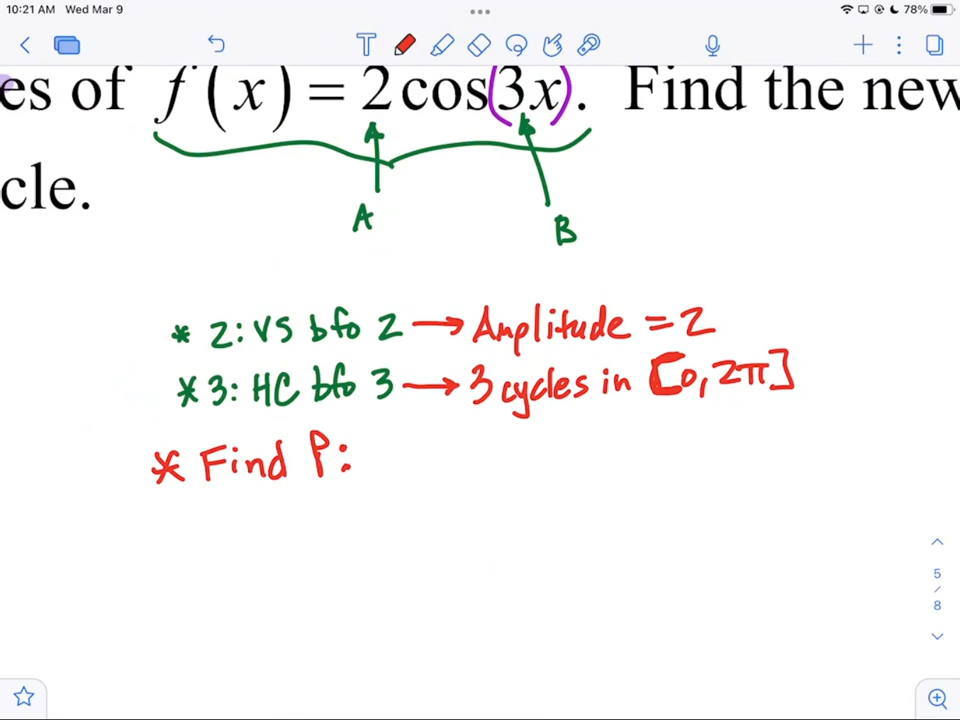 10:21 AM Wed Mar 9
78%
es of f(x) = 2cos(3x). Find the new
cle.
A
B
* 2: VS bfo 2 → Amplitude = 2
* 3: HC bfo 3 → 3 cycles in [0, 2π]
* Find P:
5
/
8